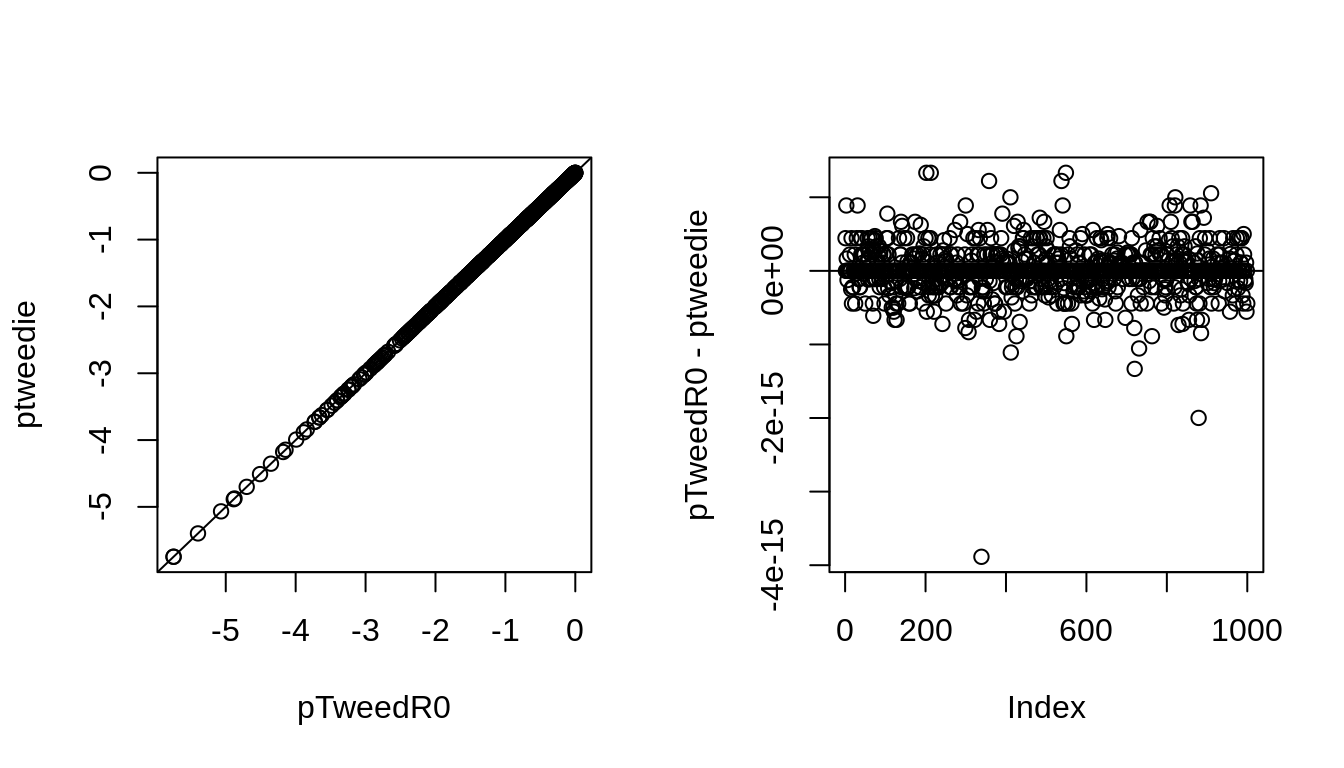 ptweedie
0
-1
-2
-3
-4
-5
-5 -4 -3 -2 -1 0
pTweedR0
pTweedR0 - ptweedie
0e+00
-2e-15
-4e-15
0 200 600 1000
Index